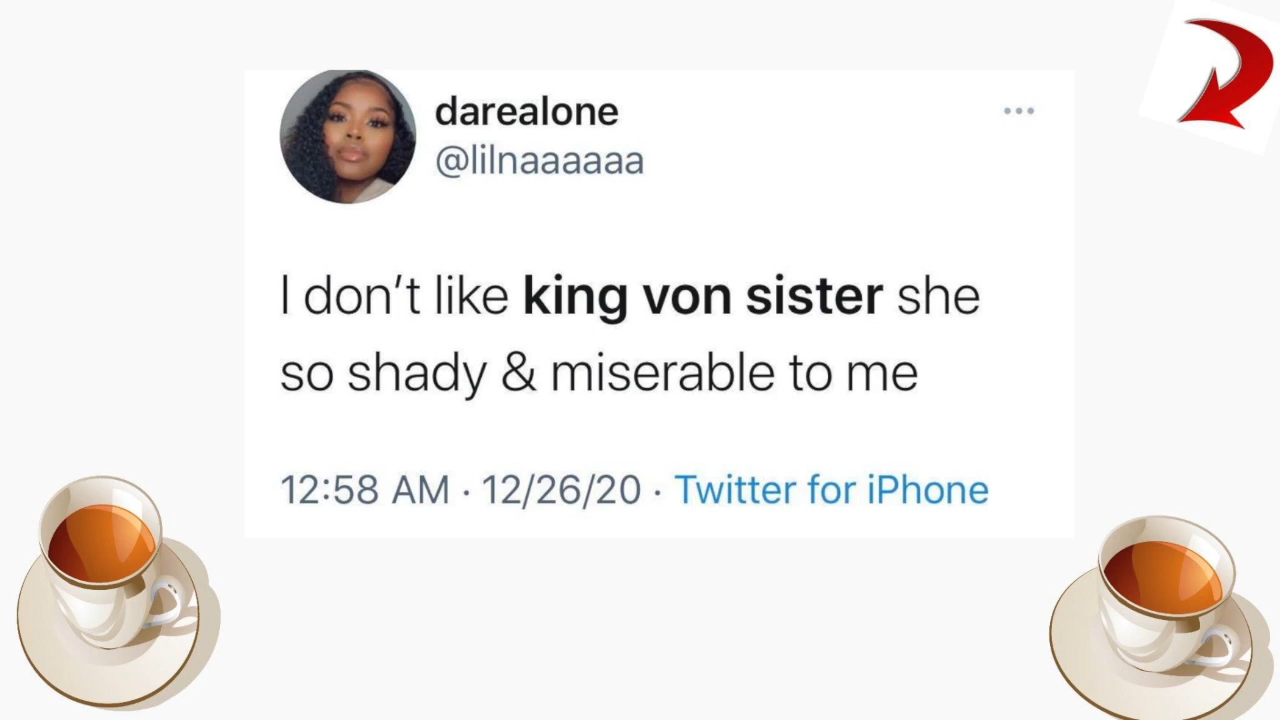 darealone
@lilnaaaaaa
I don’t like king von sister she
so shady & miserable to me
12:58 AM · 12/26/20 · Twitter for iPhone